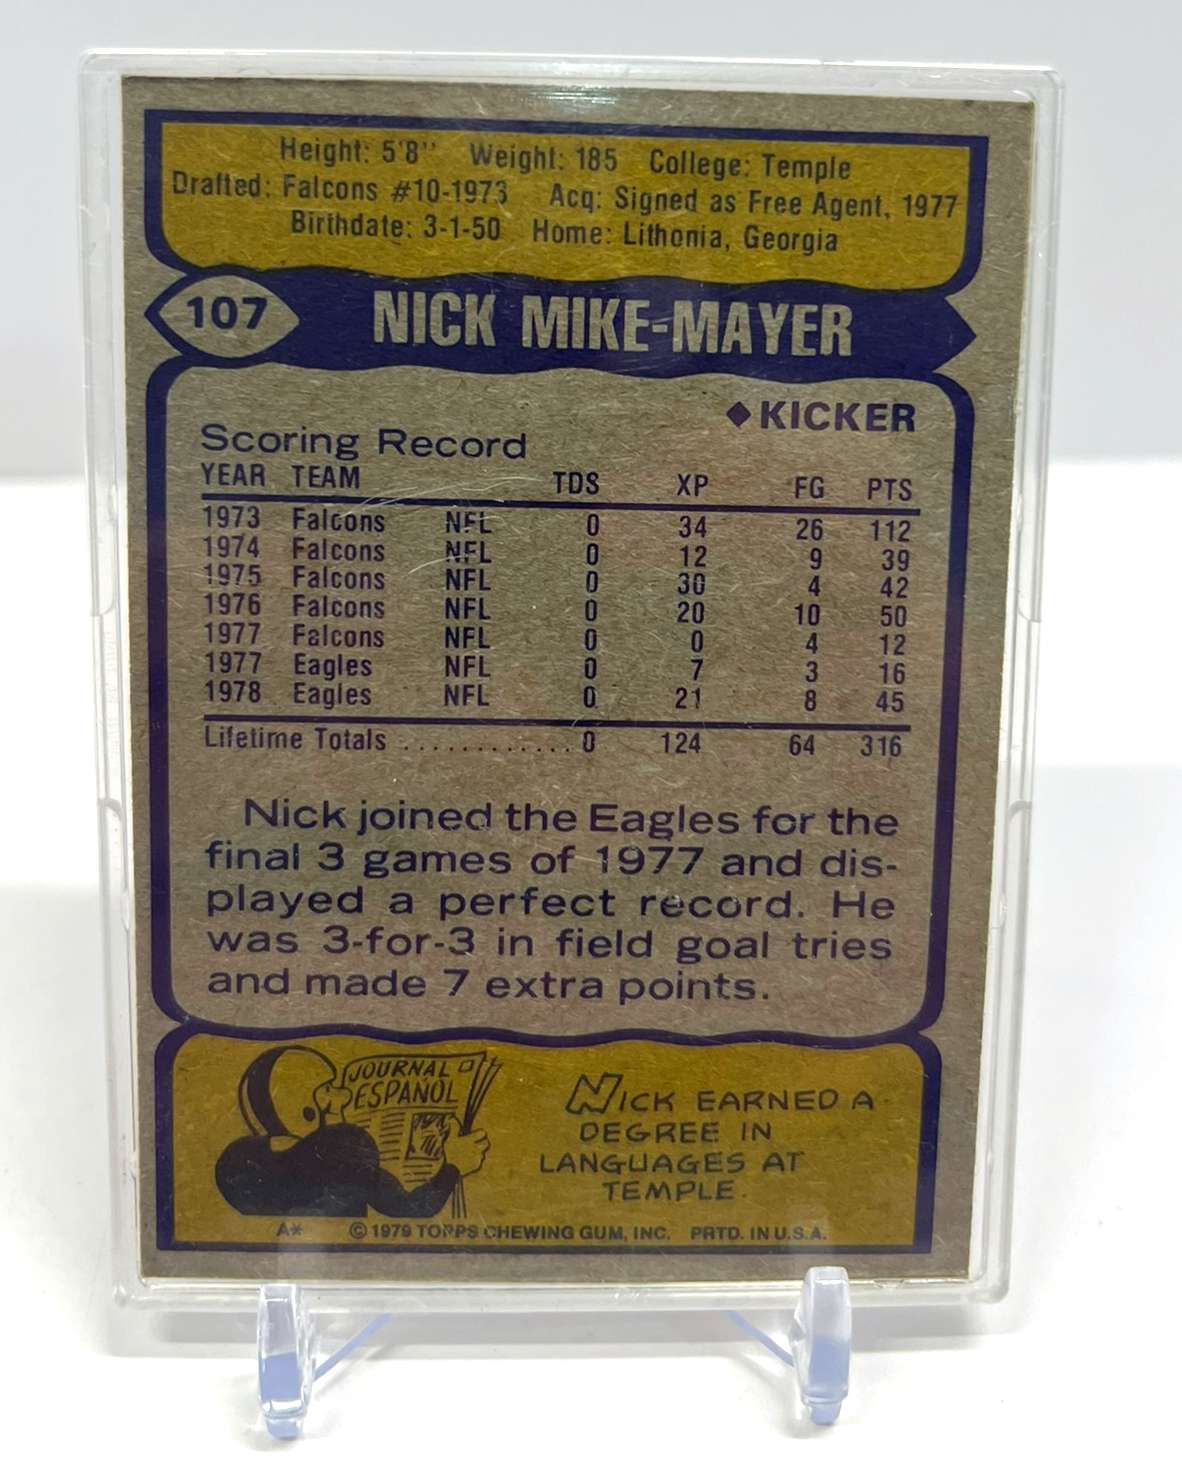 Height: 5'8" Weight: 185 College: Temple
Drafted: Falcons #10-1973 Acq: Signed as Free Agent, 1977
Birthdate: 3-1-50 Home: Lithonia, Georgia
107 NICK MIKE-MAYER
◆KICKER
Scoring Record
YEAR TEAM TDS XP FG PTS
1973 Falcons NFL 0 34 26 112
1974 Falcons NFL 0 12 9 39
1975 Falcons NFL 0 30 4 42
1976 Falcons NFL 0 20 10 50
1977 Falcons NFL 0 0 4 12
1977 Eagles NFL 0 7 3 16
1978 Eagles NFL 0 21 8 45
Lifetime Totals ............ 0 124 64 316
Nick joined the Eagles for the
final 3 games of 1977 and dis-
played a perfect record. He
was 3-for-3 in field goal tries
and made 7 extra points.
JOURNAL
ESPAÑOL
NICK EARNED A
DEGREE IN
LANGUAGES AT
TEMPLE.
A* © 1979 TOPPS CHEWING GUM, INC. PRTD. IN U.S.A.